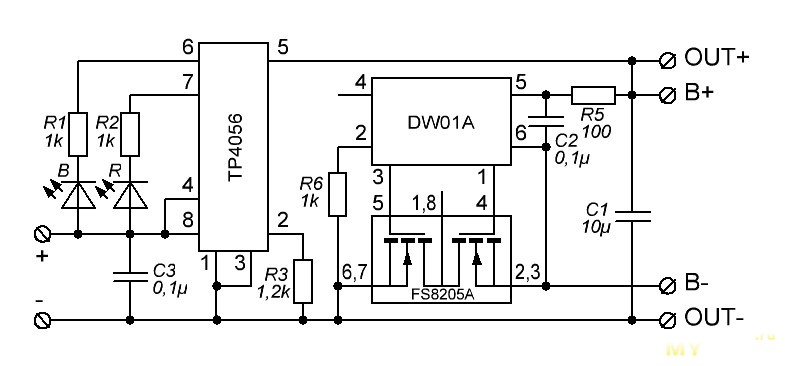 6 5 OUT+
7 4 5 B+
R1 1k R2 1k TP4056 DW01A R5 100
2 6 C2 0,1µ
B R 4 R6 1k 3 1
5 1,8 4
8 2 C1 10µ
+ 1 3 R3 1,2k 6,7 2,3
C3 0,1µ FS8205A B-
- OUT-
MY .ru